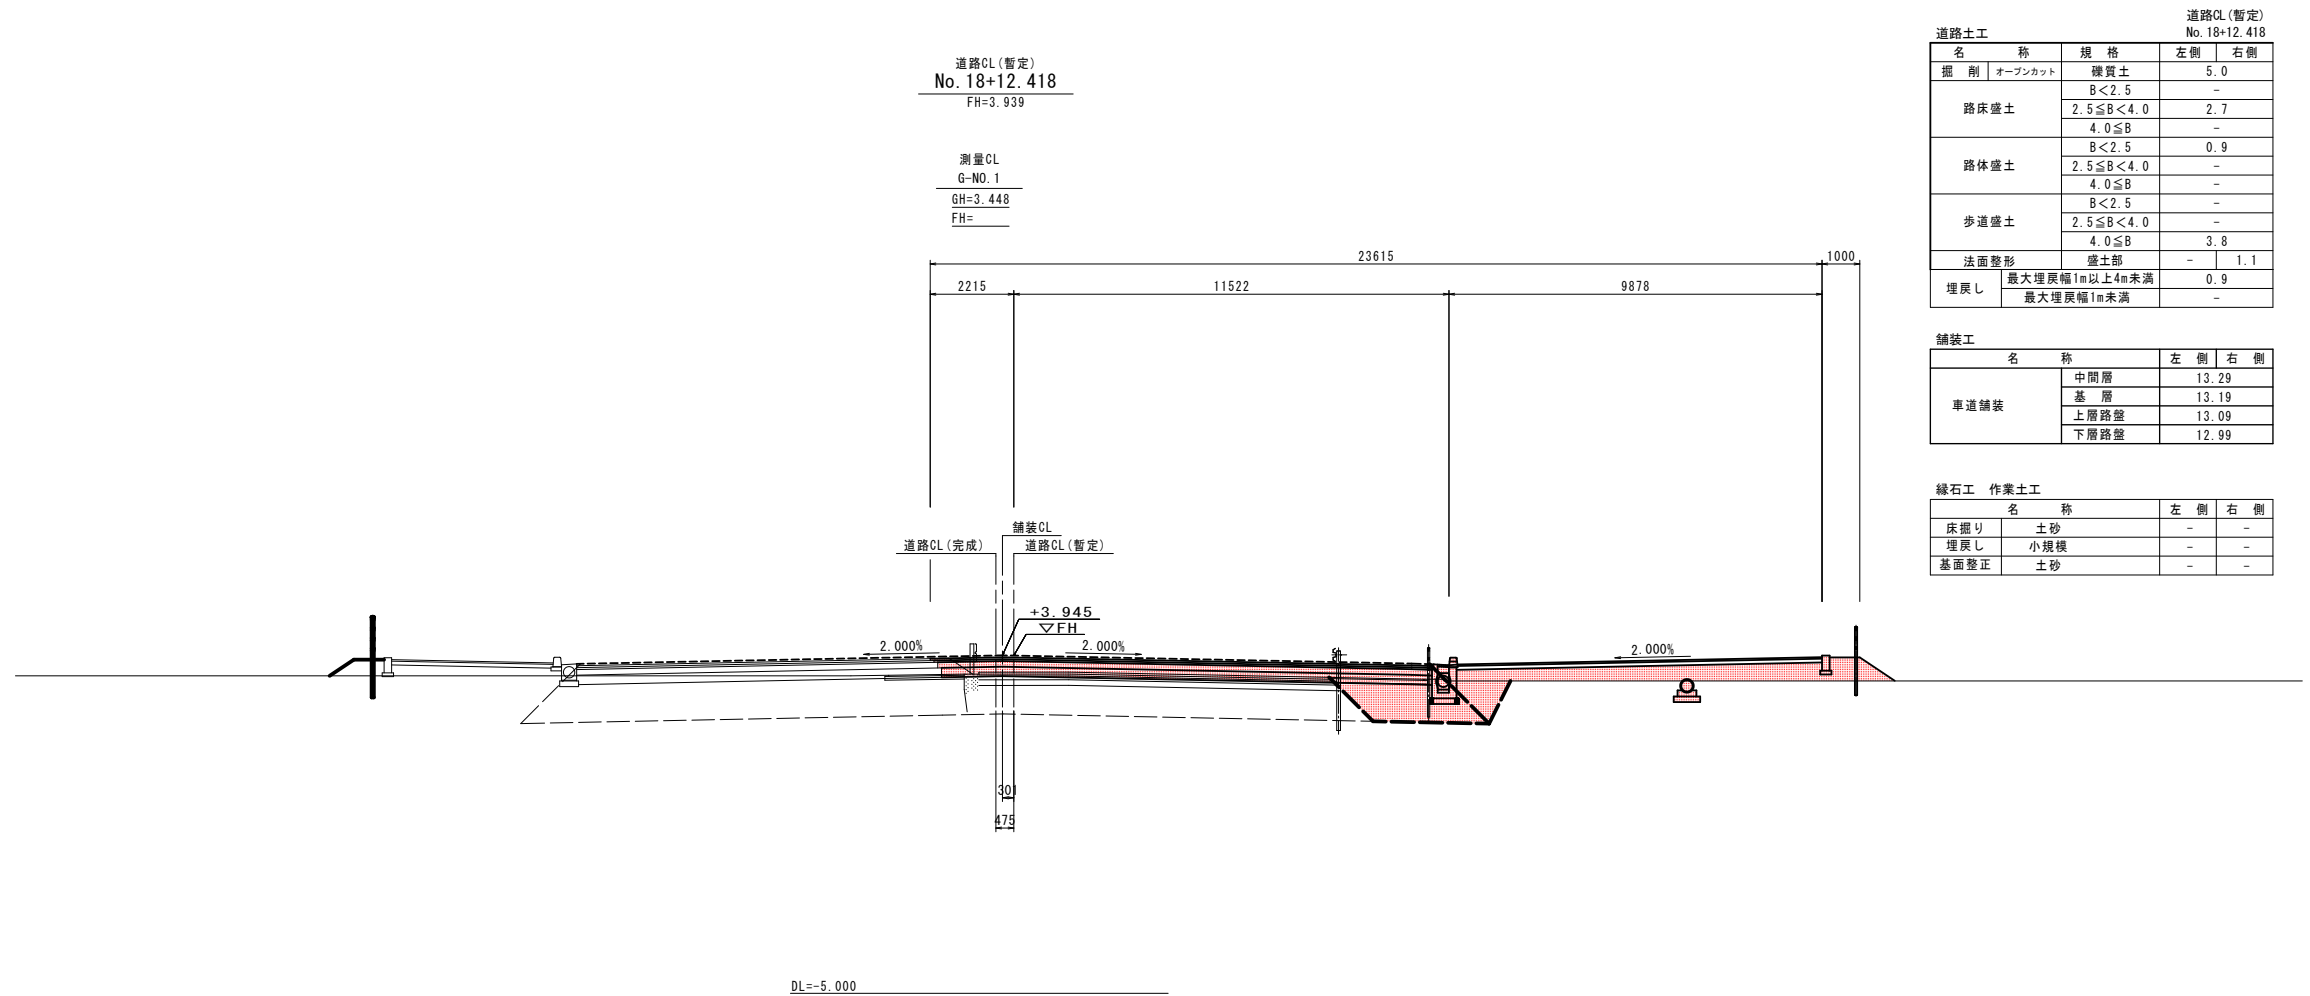 道路CL(暫定)
No.18+12.418
FH=3.939
測量CL
G-NO.1
GH=3.448
FH=
23615
1000
2215
11522
9878
舗装CL
道路CL(完成)
道路CL(暫定)
+3.945
▽FH
2.000%
2.000%
2.000%
301
475
DL=-5.000
道路CL(暫定)
道路土工 No.18+12.418
名 称 規 格 左側 右側
掘 削 オープンカット 礫質土 5.0
路床盛土 B<2.5 -
2.5≦B<4.0 2.7
4.0≦B -
路体盛土 B<2.5 0.9
2.5≦B<4.0 -
4.0≦B -
歩道盛土 B<2.5 -
2.5≦B<4.0 -
4.0≦B 3.8
法面整形 盛土部 - 1.1
埋戻し 最大埋戻幅1m以上4m未満 0.9
最大埋戻幅1m未満 -
舗装工
名 称 左 側 右 側
車道舗装 中間層 13.29
基 層 13.19
上層路盤 13.09
下層路盤 12.99
縁石工 作業土工
名 称 左 側 右 側
床掘り 土砂 - -
埋戻し 小規模 - -
基面整正 土砂 - -